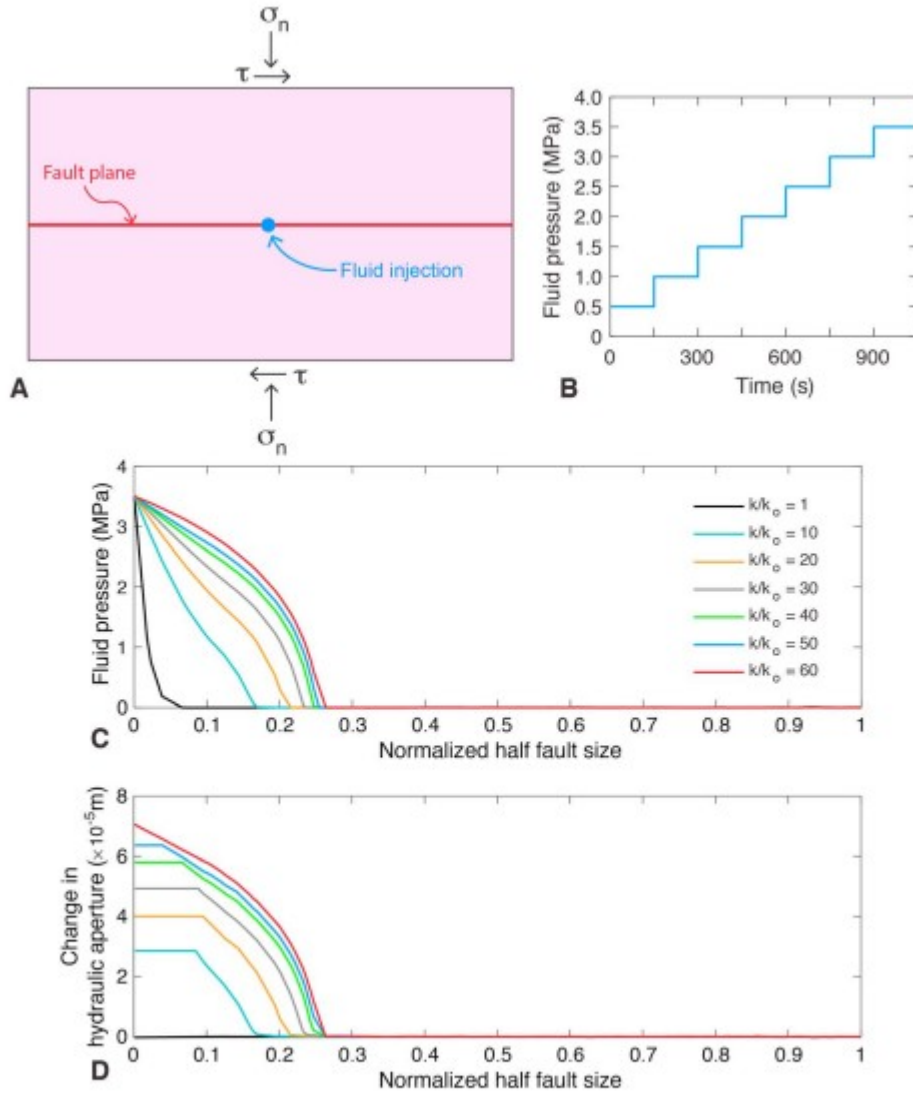 σn
τ
Fault plane
Fluid injection
τ
σn
A
Fluid pressure (MPa)
4.0
3.5
3.0
2.5
2.0
1.5
1.0
0.5
0
0 300 600 900
Time (s)
B
Fluid pressure (MPa)
4
3
2
1
0
k/ko = 1
k/ko = 10
k/ko = 20
k/ko = 30
k/ko = 40
k/ko = 50
k/ko = 60
0 0.1 0.2 0.3 0.4 0.5 0.6 0.7 0.8 0.9 1
Normalized half fault size
C
Change in
hydraulic aperture (×10-5m)
8
6
4
2
0
0 0.1 0.2 0.3 0.4 0.5 0.6 0.7 0.8 0.9 1
Normalized half fault size
D